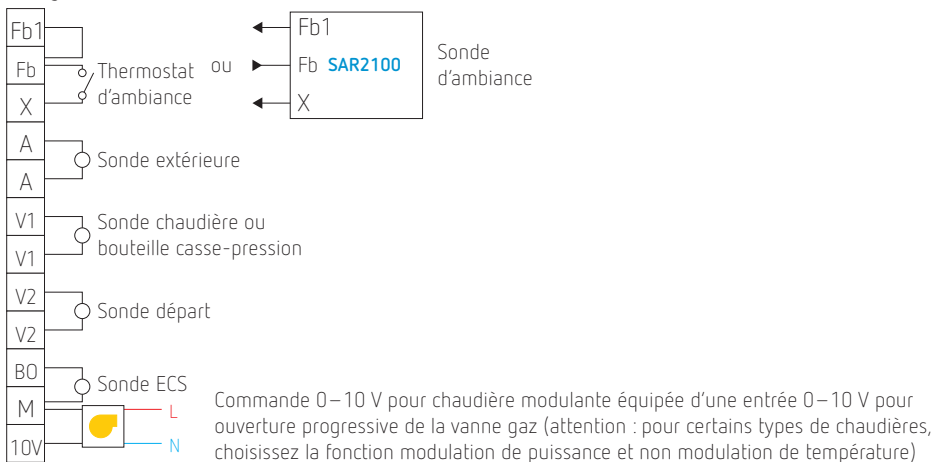 Fb1
Fb
X
A
A
V1
V1
V2
V2
BO
M
10V
Thermostat
d’ambiance
ou
Fb1
Fb SAR2100
X
Sonde
d’ambiance
Sonde extérieure
Sonde chaudière ou
bouteille casse-pression
Sonde départ
Sonde ECS
L
N
Commande 0–10 V pour chaudière modulante équipée d’une entrée 0–10 V pour
ouverture progressive de la vanne gaz (attention : pour certains types de chaudières,
choisissez la fonction modulation de puissance et non modulation de température)